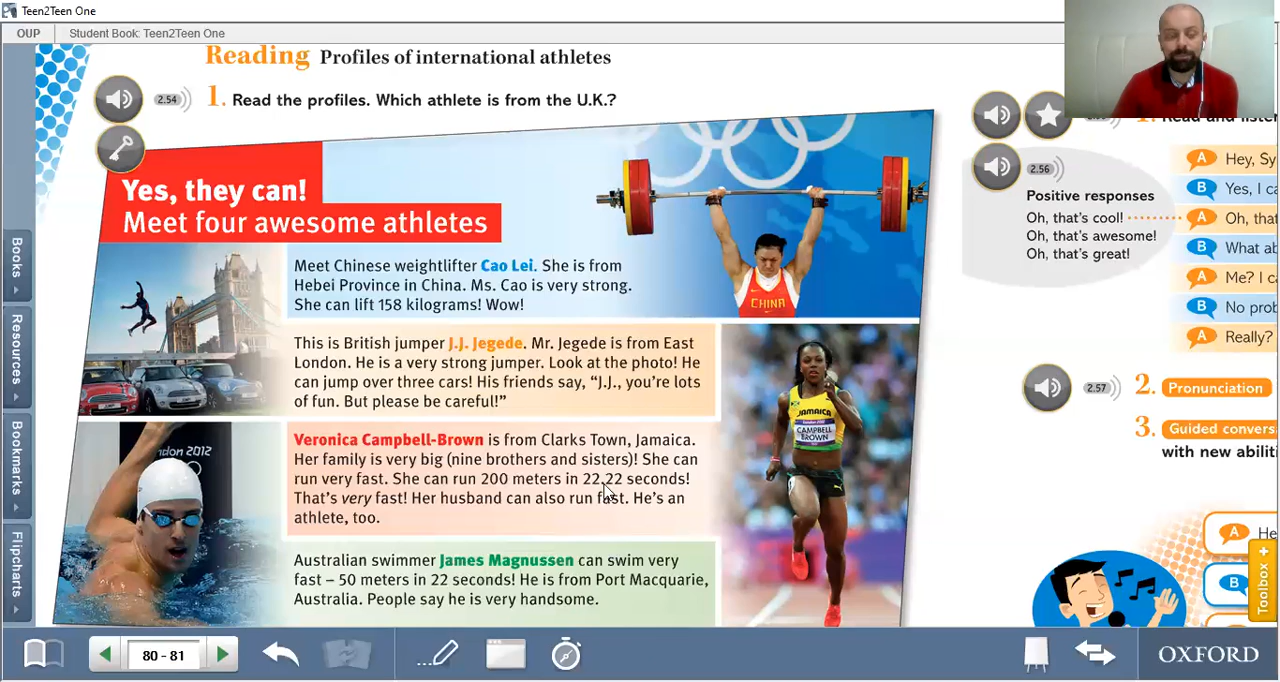 Teen2Teen One
OUP
Student Book: Teen2Teen One
Reading Profiles of international athletes
2.54
1. Read the profiles. Which athlete is from the U.K.?
Yes, they can!
Meet four awesome athletes
Meet Chinese weightlifter Cao Lei. She is from
Hebei Province in China. Ms. Cao is very strong.
She can lift 158 kilograms! Wow!
CHINA
This is British jumper J.J. Jegede. Mr. Jegede is from East
London. He is a very strong jumper. Look at the photo! He
can jump over three cars! His friends say, “J.J., you're lots
of fun. But please be careful!”
Veronica Campbell-Brown is from Clarks Town, Jamaica.
Her family is very big (nine brothers and sisters)! She can
run very fast. She can run 200 meters in 22.22 seconds!
That's very fast! Her husband can also run fast. He's an
athlete, too.
JAMAICA
CAMPBELL
BROWN
ndon 2012
Australian swimmer James Magnussen can swim very
fast – 50 meters in 22 seconds! He is from Port Macquarie,
Australia. People say he is very handsome.
2.56
Positive responses
Oh, that's cool!
Oh, that's awesome!
Oh, that's great!
A Hey, Sy
B Yes, I ca
A Oh, that
B What ab
A Me? I c
B No prob
A Really?
2.57
2. Pronunciation
3. Guided convers
with new abiliti
A He
B
Books
Resources
Bookmarks
Flipcharts
Toolbox +
80 - 81
OXFORD